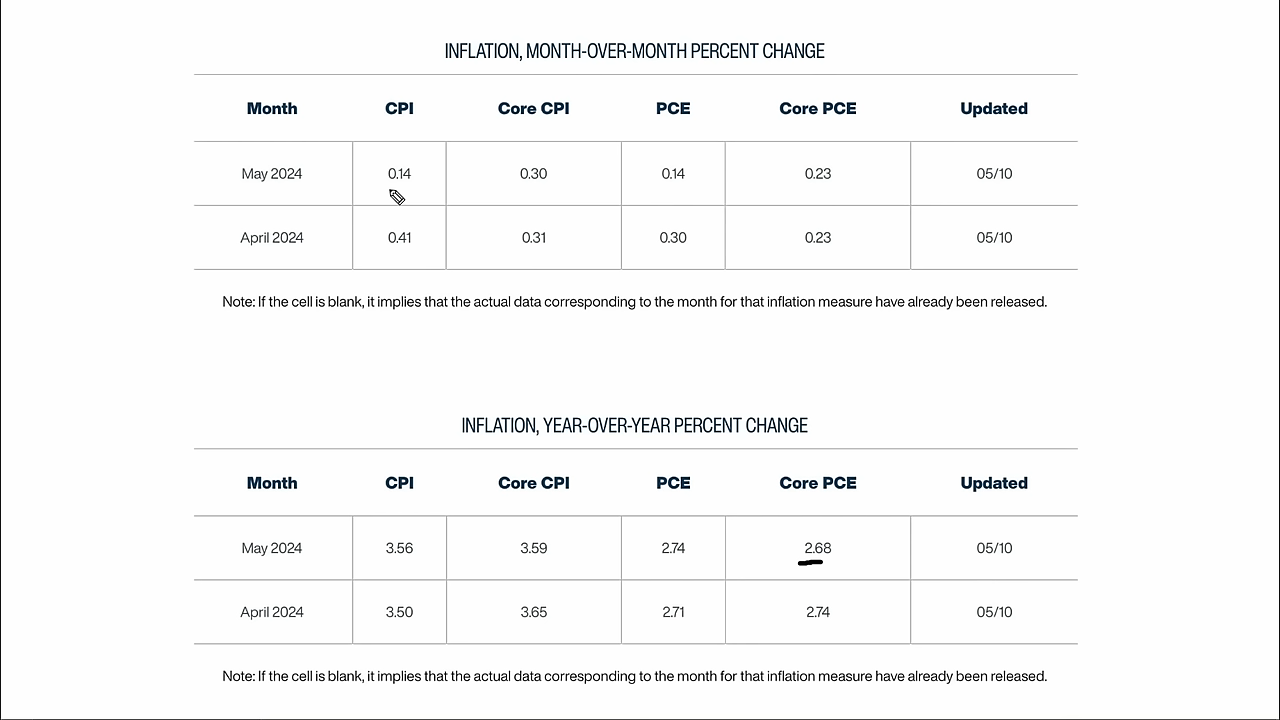 INFLATION, MONTH-OVER-MONTH PERCENT CHANGE
Month CPI Core CPI PCE Core PCE Updated
May 2024 0.14 0.30 0.14 0.23 05/10
April 2024 0.41 0.31 0.30 0.23 05/10
Note: If the cell is blank, it implies that the actual data corresponding to the month for that inflation measure have already been released.
INFLATION, YEAR-OVER-YEAR PERCENT CHANGE
Month CPI Core CPI PCE Core PCE Updated
May 2024 3.56 3.59 2.74 2.68 05/10
April 2024 3.50 3.65 2.71 2.74 05/10
Note: If the cell is blank, it implies that the actual data corresponding to the month for that inflation measure have already been released.